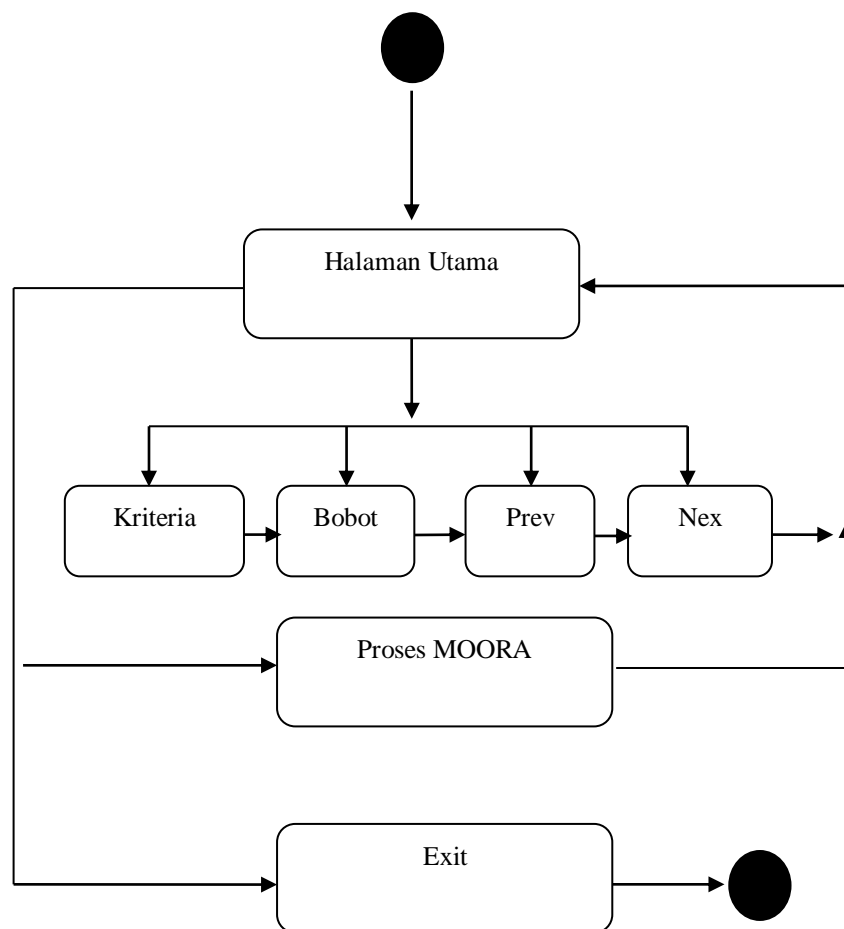 Halaman Utama
Kriteria
Bobot
Prev
Nex
Proses MOORA
Exit